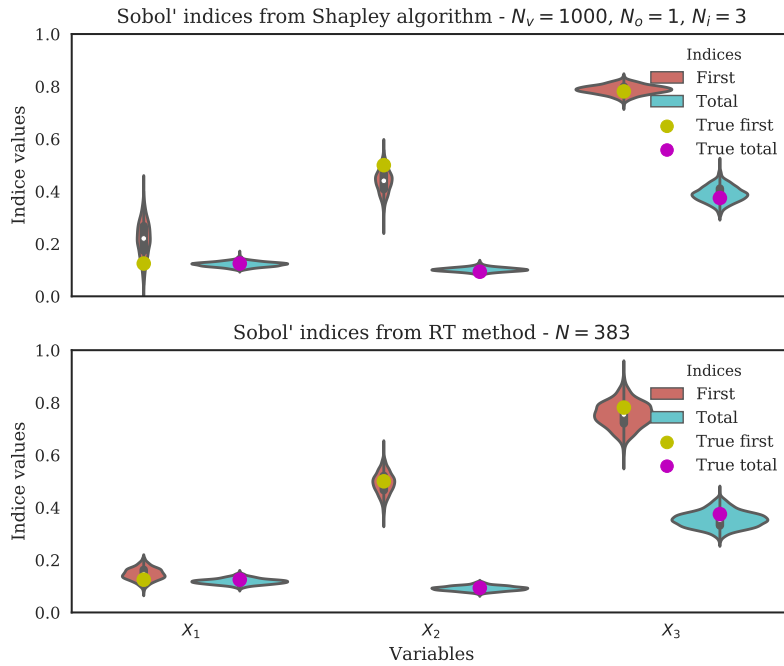 Sobol' indices from Shapley algorithm - $N_v = 1000$, $N_o = 1$, $N_i = 3$
1.0
0.8
0.6
0.4
0.2
0.0
Indice values
Indices
First
Total
True first
True total
Sobol' indices from RT method - $N = 383$
1.0
0.8
0.6
0.4
0.2
0.0
Indice values
Indices
First
Total
True first
True total
$X_1$ $X_2$ $X_3$
Variables